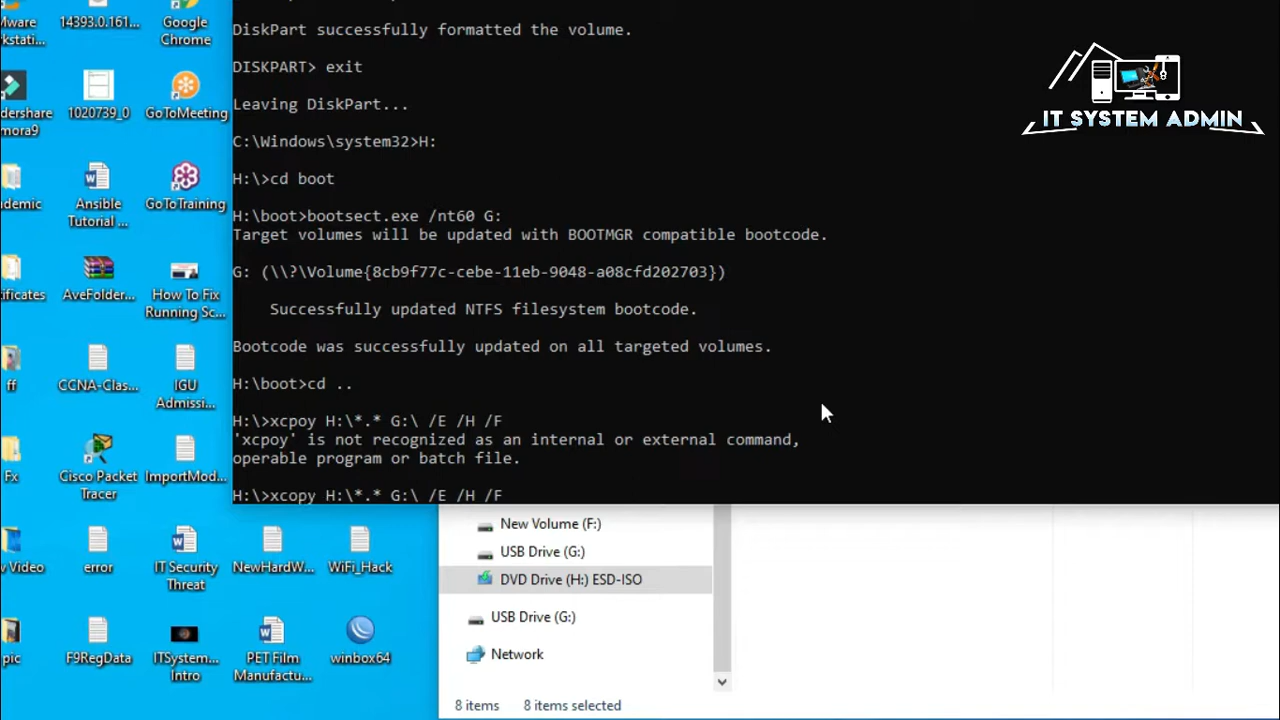 Mware
rkstati...
14393.0.161...
Google
Chrome
DiskPart successfully formatted the volume.
DISKPART> exit
Leaving DiskPart...
C:\Windows\system32>H:
H:\>cd boot
H:\boot>bootsect.exe /nt60 G:
Target volumes will be updated with BOOTMGR compatible bootcode.
G: (\\?\Volume{8cb9f77c-cebe-11eb-9048-a08cfd202703})
Successfully updated NTFS filesystem bootcode.
Bootcode was successfully updated on all targeted volumes.
H:\boot>cd ..
H:\>xcpoy H:\*.* G:\ /E /H /F
'xcpoy' is not recognized as an internal or external command,
operable program or batch file.
H:\>xcopy H:\*.* G:\ /E /H /F
IT SYSTEM ADMIN
ndershare
mora9
1020739_0
GoToMeeting
demic
Ansible
Tutorial ...
GoToTraining
tificates
AveFolder...
How To Fix
Running Sc...
ff
CCNA-Clas...
IGU
Admissi...
Fx
Cisco Packet
Tracer
ImportMod...
v Video
error
IT Security
Threat
NewHardW...
WiFi_Hack
pic
F9RegData
ITSystem...
Intro
PET Film
Manufactu...
winbox64
New Volume (F:)
USB Drive (G:)
DVD Drive (H:) ESD-ISO
USB Drive (G:)
Network
8 items
8 items selected